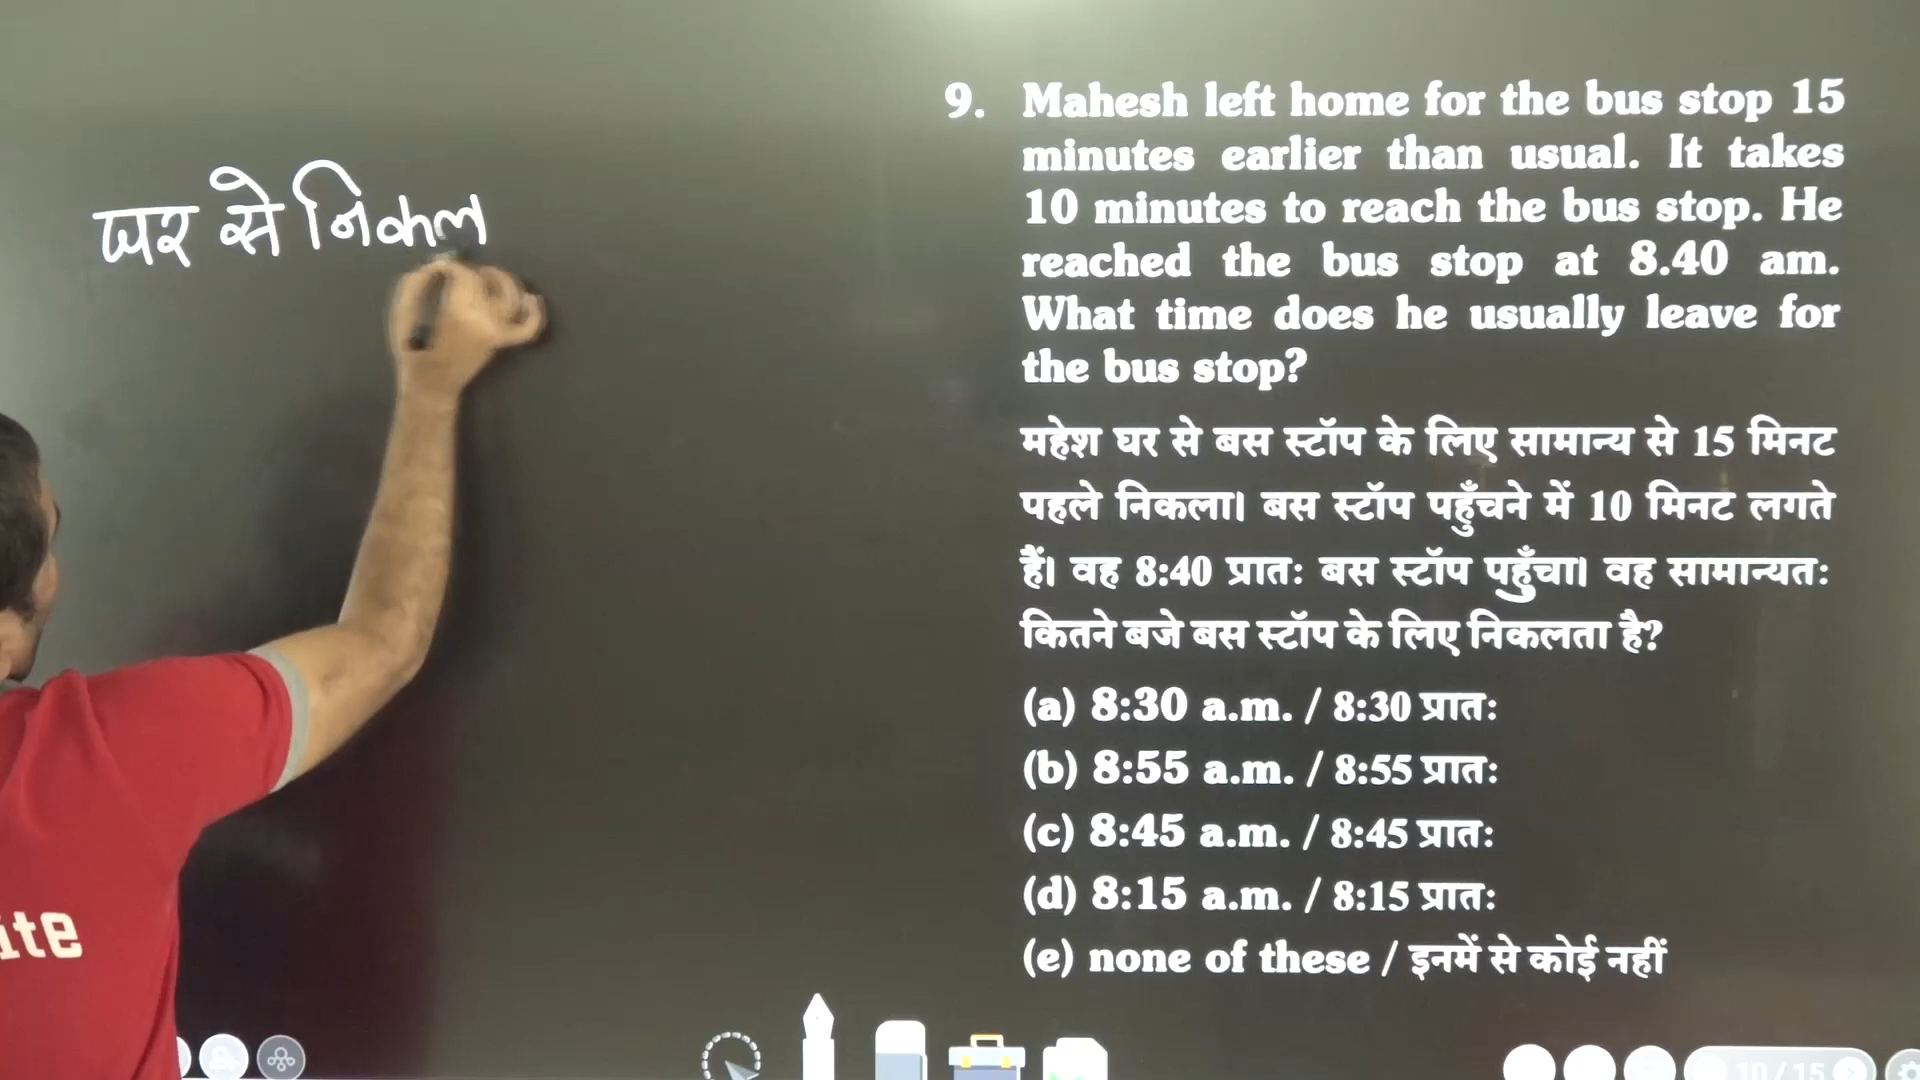 घर से निकल
9. Mahesh left home for the bus stop 15
minutes earlier than usual. It takes
10 minutes to reach the bus stop. He
reached the bus stop at 8.40 am.
What time does he usually leave for
the bus stop?
महेश घर से बस स्टॉप के लिए सामान्य से 15 मिनट
पहले निकला। बस स्टॉप पहुँचने में 10 मिनट लगते
हैं। वह 8:40 प्रातः बस स्टॉप पहुँचा। वह सामान्यतः
कितने बजे बस स्टॉप के लिए निकलता है?
(a) 8:30 a.m. / 8:30 प्रातः
(b) 8:55 a.m. / 8:55 प्रातः
(c) 8:45 a.m. / 8:45 प्रातः
(d) 8:15 a.m. / 8:15 प्रातः
(e) none of these / इनमें से कोई नहीं
ite
10/15